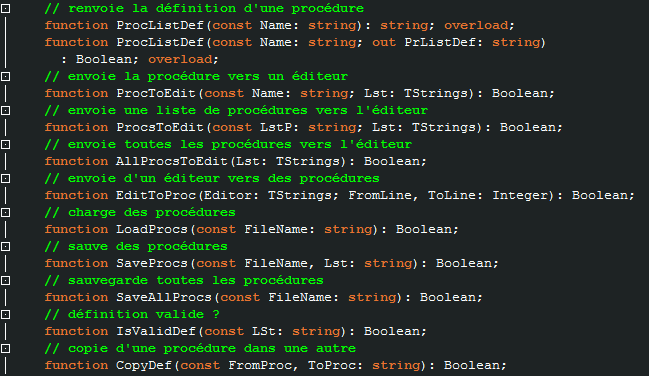 // renvoie la définition d'une procédure
function ProcListDef(const Name: string): string; overload;
function ProcListDef(const Name: string; out PrListDef: string)
: Boolean; overload;
// envoie la procédure vers un éditeur
function ProcToEdit(const Name: string; Lst: TStrings): Boolean;
// envoie une liste de procédures vers l'éditeur
function ProcsToEdit(const LstP: string; Lst: TStrings): Boolean;
// envoie toutes les procédures vers l'éditeur
function AllProcsToEdit(Lst: TStrings): Boolean;
// envoie d'un éditeur vers des procédures
function EditToProc(Editor: TStrings; FromLine, ToLine: Integer): Boolean;
// charge des procédures
function LoadProcs(const FileName: string): Boolean;
// sauve des procédures
function SaveProcs(const FileName, Lst: string): Boolean;
// sauvegarde toutes les procédures
function SaveAllProcs(const FileName: string): Boolean;
// définition valide ?
function IsValidDef(const LSt: string): Boolean;
// copie d'une procédure dans une autre
function CopyDef(const FromProc, ToProc: string): Boolean;